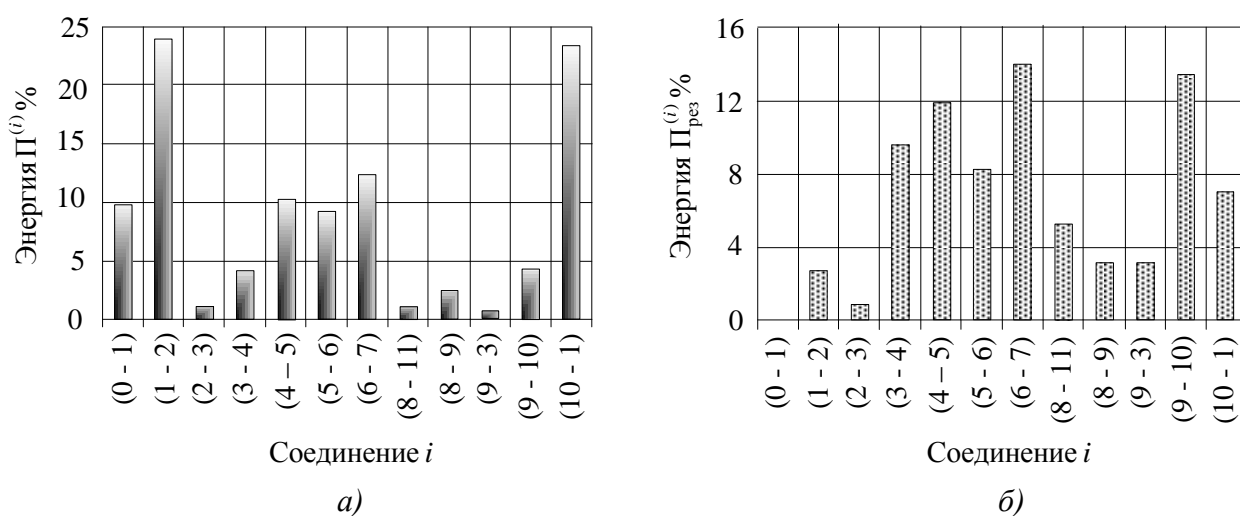 Энергия П⁽ⁱ⁾ %
25
20
15
10
5
0
(0 - 1)
(1 - 2)
(2 - 3)
(3 - 4)
(4 – 5)
(5 - 6)
(6 - 7)
(8 - 11)
(8 - 9)
(9 - 3)
(9 - 10)
(10 - 1)
Соединение i
а)
Энергия П⁽ⁱ⁾рез %
16
12
8
4
0
(0 - 1)
(1 - 2)
(2 - 3)
(3 - 4)
(4 – 5)
(5 - 6)
(6 - 7)
(8 - 11)
(8 - 9)
(9 - 3)
(9 - 10)
(10 - 1)
Соединение i
б)